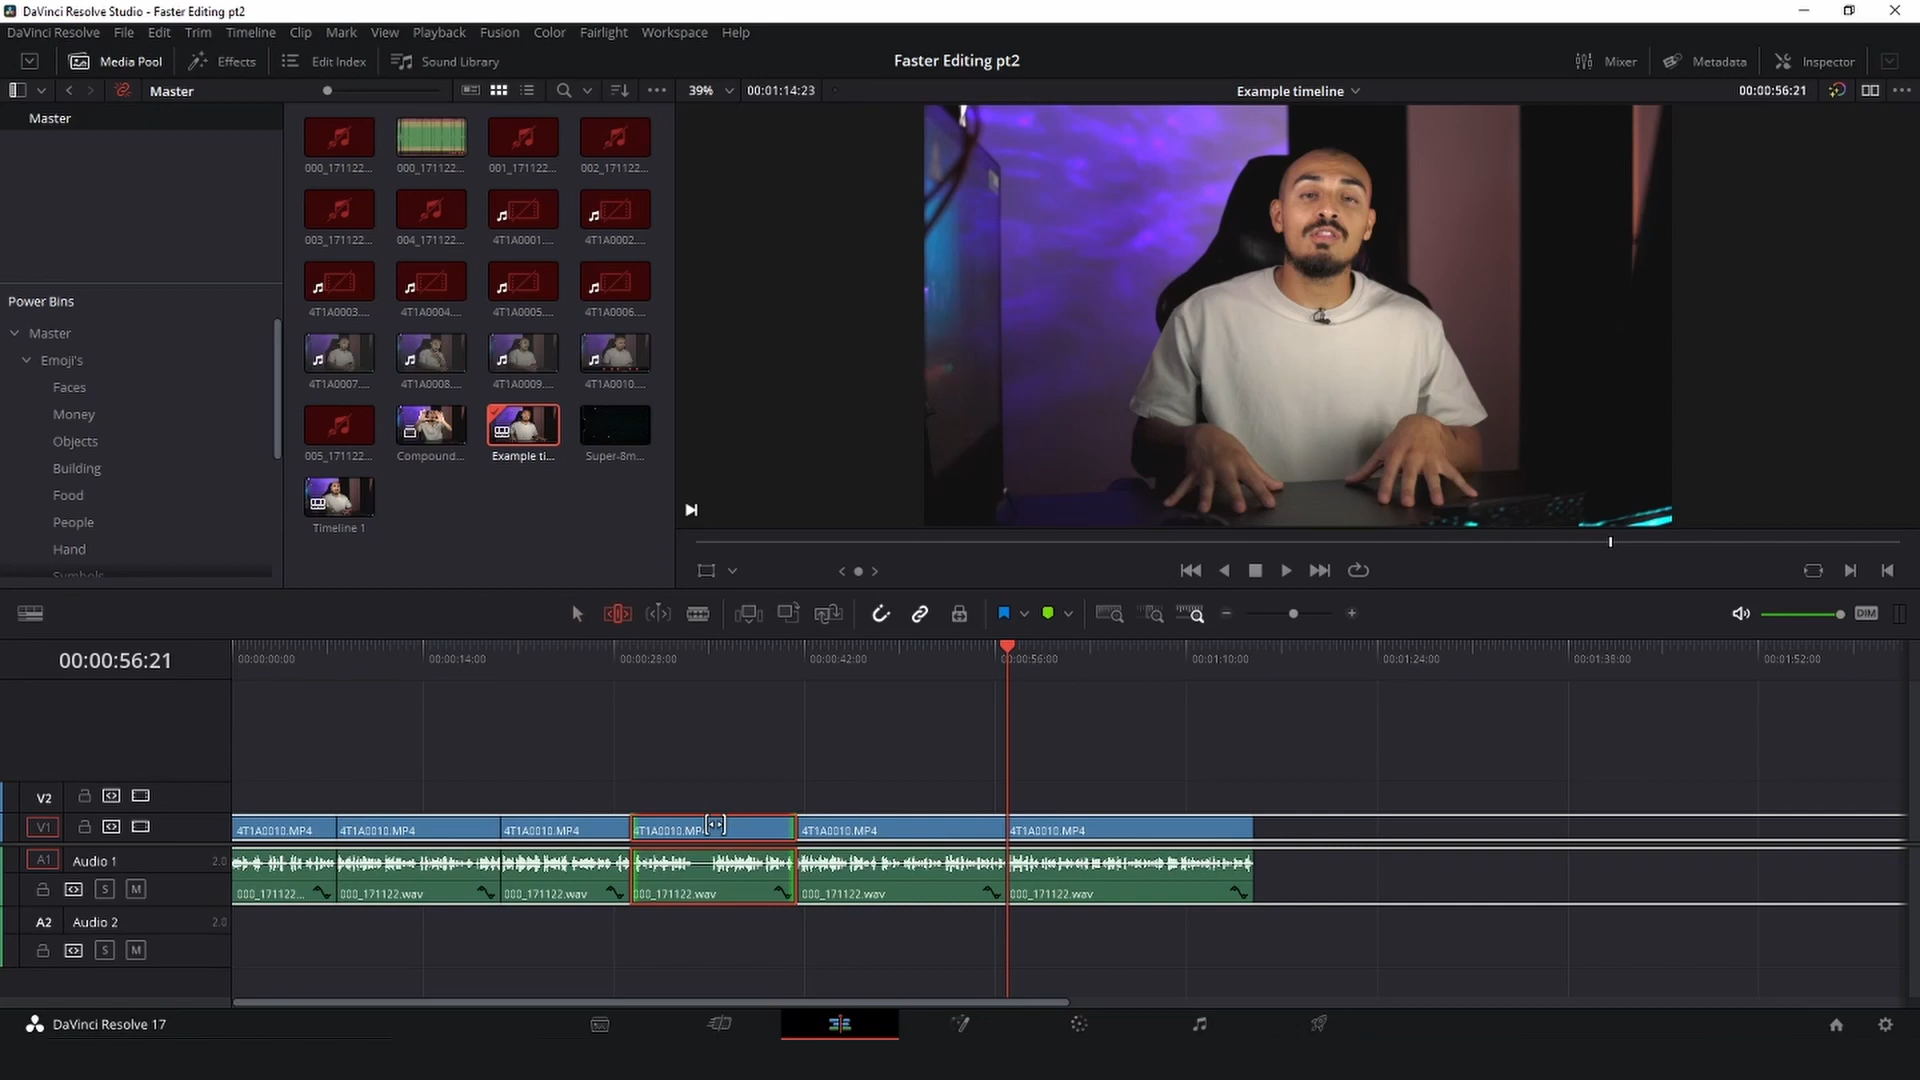 DaVinci Resolve Studio - Faster Editing pt2
DaVinci Resolve File Edit Trim Timeline Clip Mark View Playback Fusion Color Fairlight Workspace Help
Media Pool Effects Edit Index Sound Library Faster Editing pt2 Mixer Metadata Inspector
Master 39% 00:01:14:23 Example timeline 00:00:56:21
Master
000_171122... 000_171122... 001_171122... 002_171122...
003_171122... 004_171122... 4T1A0001.... 4T1A0002....
4T1A0003.... 4T1A0004.... 4T1A0005.... 4T1A0006....
4T1A0007.... 4T1A0008.... 4T1A0009.... 4T1A0010....
005_171122... Compound... Example ti... Super-8m...
Timeline 1
Power Bins
Master
Emoji's
Faces
Money
Objects
Building
Food
People
Hand
Symbols
DIM
00:00:56:21
00:00:00:00 00:00:14:00 00:00:28:00 00:00:42:00 00:00:56:00 00:01:10:00 00:01:24:00 00:01:38:00 00:01:52:00
V2
V1 4T1A0010.MP4 4T1A0010.MP4 4T1A0010.MP4 4T1A0010.MP4 4T1A0010.MP4 4T1A0010.MP4
A1 Audio 1 2.0
S M 000_171122... 000_171122.wav 000_171122.wav 000_171122.wav 000_171122.wav 000_171122.wav
A2 Audio 2 2.0
S M
DaVinci Resolve 17